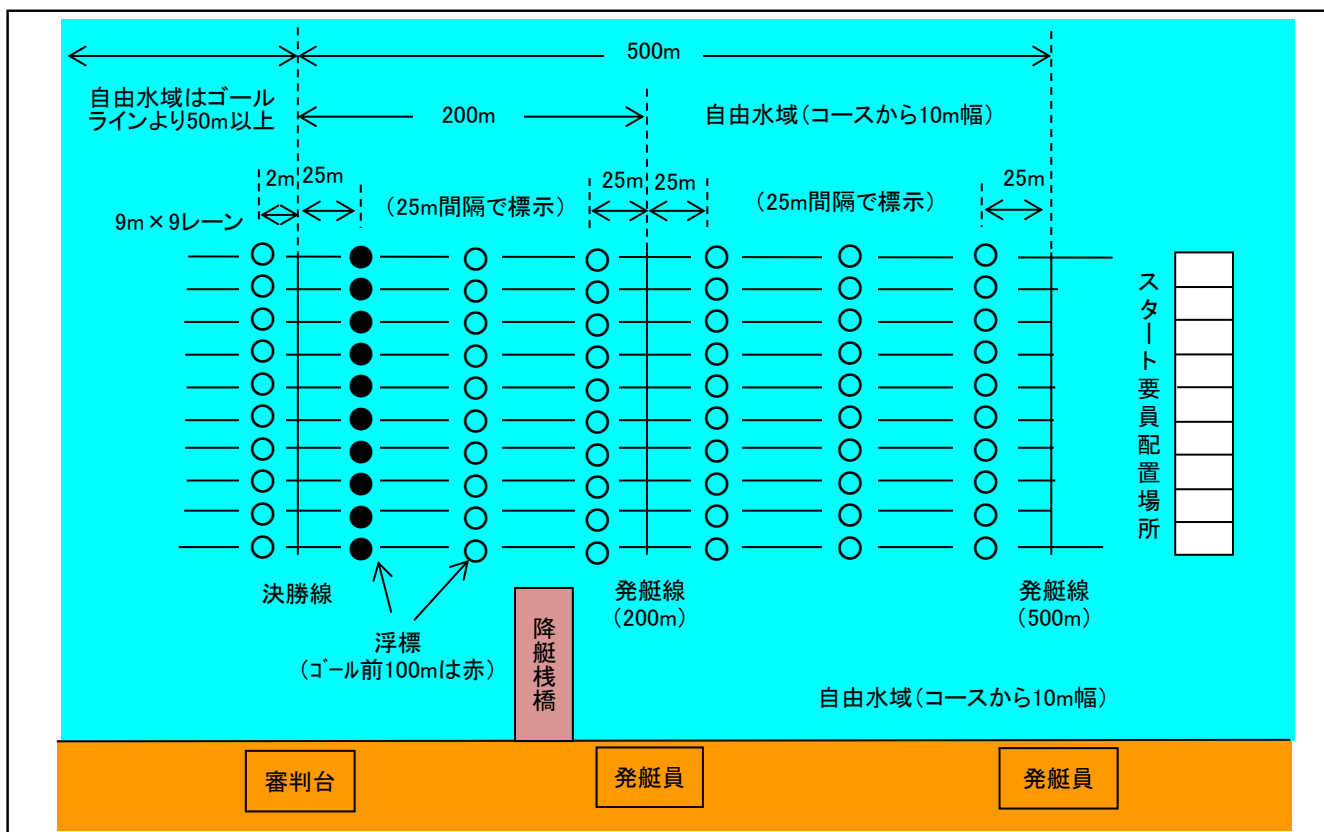 500m
自由水域はゴール
ラインより50m以上
200m
自由水域(コースから10m幅)
2m
25m
(25m間隔で標示)
25m
25m
(25m間隔で標示)
25m
9m×9レーン
スタート要員配置場所
決勝線
浮標
(ゴール前100mは赤)
降艇桟橋
発艇線
(200m)
発艇線
(500m)
自由水域(コースから10m幅)
審判台
発艇員
発艇員